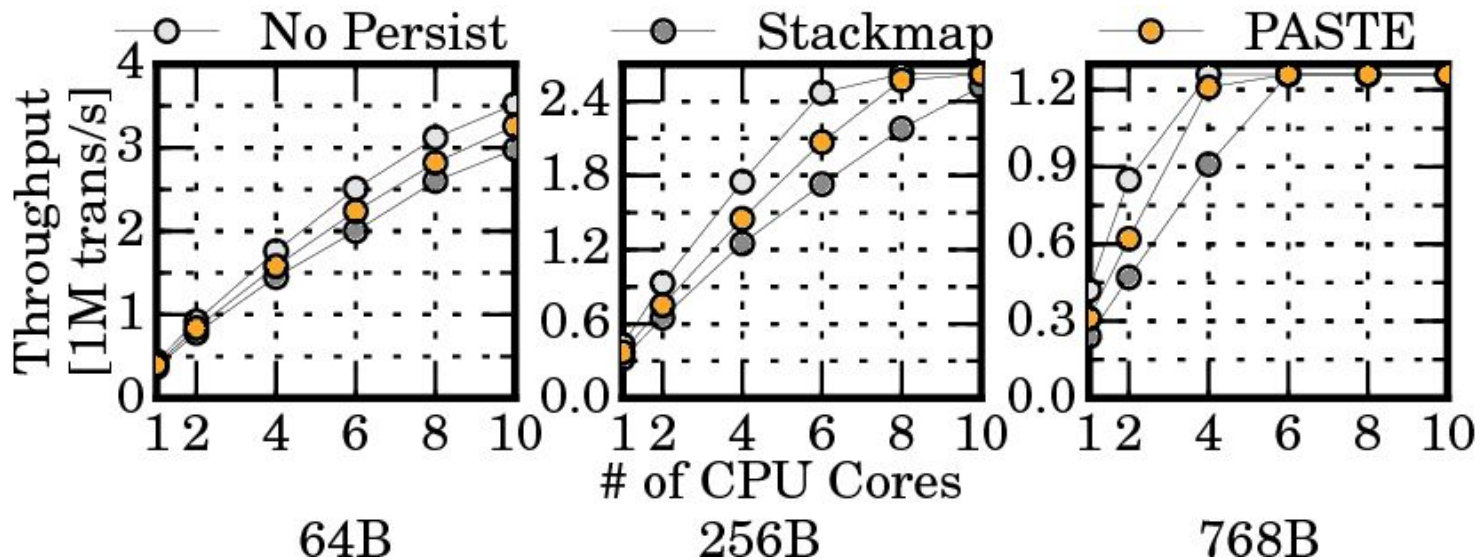 No Persist Stackmap PASTE
Throughput
[1M trans/s]
4
3
2
1
0
1 2 4 6 8 10
2.4
1.8
1.2
0.6
0.0
1 2 4 6 8 10
1.2
0.9
0.6
0.3
0.0
1 2 4 6 8 10
# of CPU Cores
64B 256B 768B